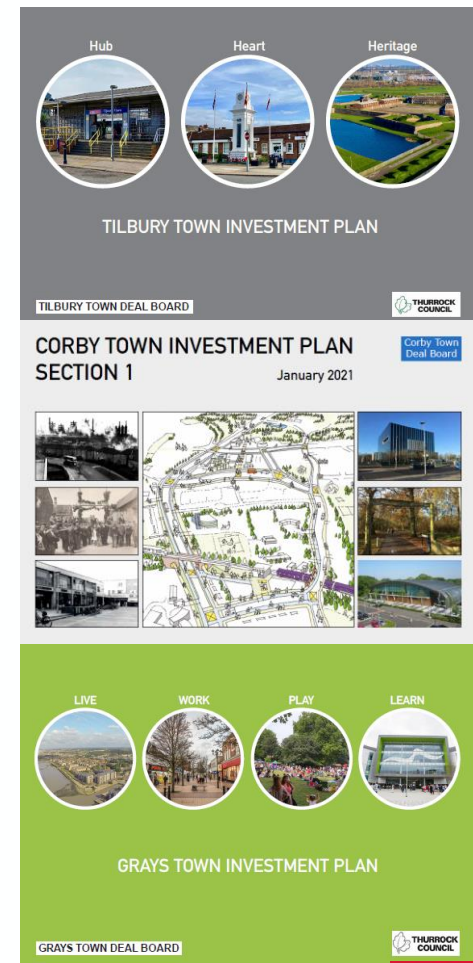 Hub
Heart
Heritage
TILBURY TOWN INVESTMENT PLAN
TILBURY TOWN DEAL BOARD
THURROCK
COUNCIL
CORBY TOWN INVESTMENT PLAN
SECTION 1
January 2021
Corby Town
Deal Board
LIVE
WORK
PLAY
LEARN
GRAYS TOWN INVESTMENT PLAN
GRAYS TOWN DEAL BOARD
THURROCK
COUNCIL